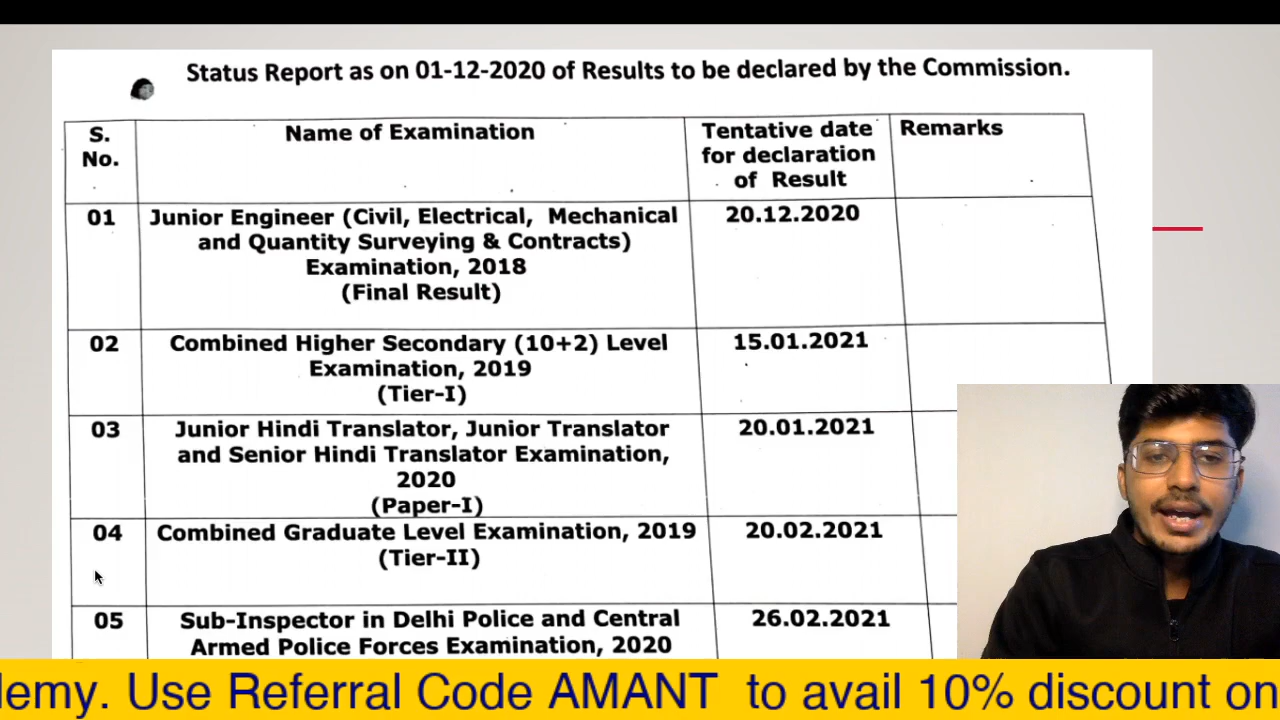 Status Report as on 01-12-2020 of Results to be declared by the Commission.
S.
No.
Name of Examination
Tentative date
for declaration
of Result
Remarks
01
Junior Engineer (Civil, Electrical, Mechanical
and Quantity Surveying & Contracts)
Examination, 2018
(Final Result)
20.12.2020
02
Combined Higher Secondary (10+2) Level
Examination, 2019
(Tier-I)
15.01.2021
03
Junior Hindi Translator, Junior Translator
and Senior Hindi Translator Examination,
2020
(Paper-I)
20.01.2021
04
Combined Graduate Level Examination, 2019
(Tier-II)
20.02.2021
05
Sub-Inspector in Delhi Police and Central
Armed Police Forces Examination, 2020
26.02.2021
lemy. Use Referral Code AMANT to avail 10% discount on